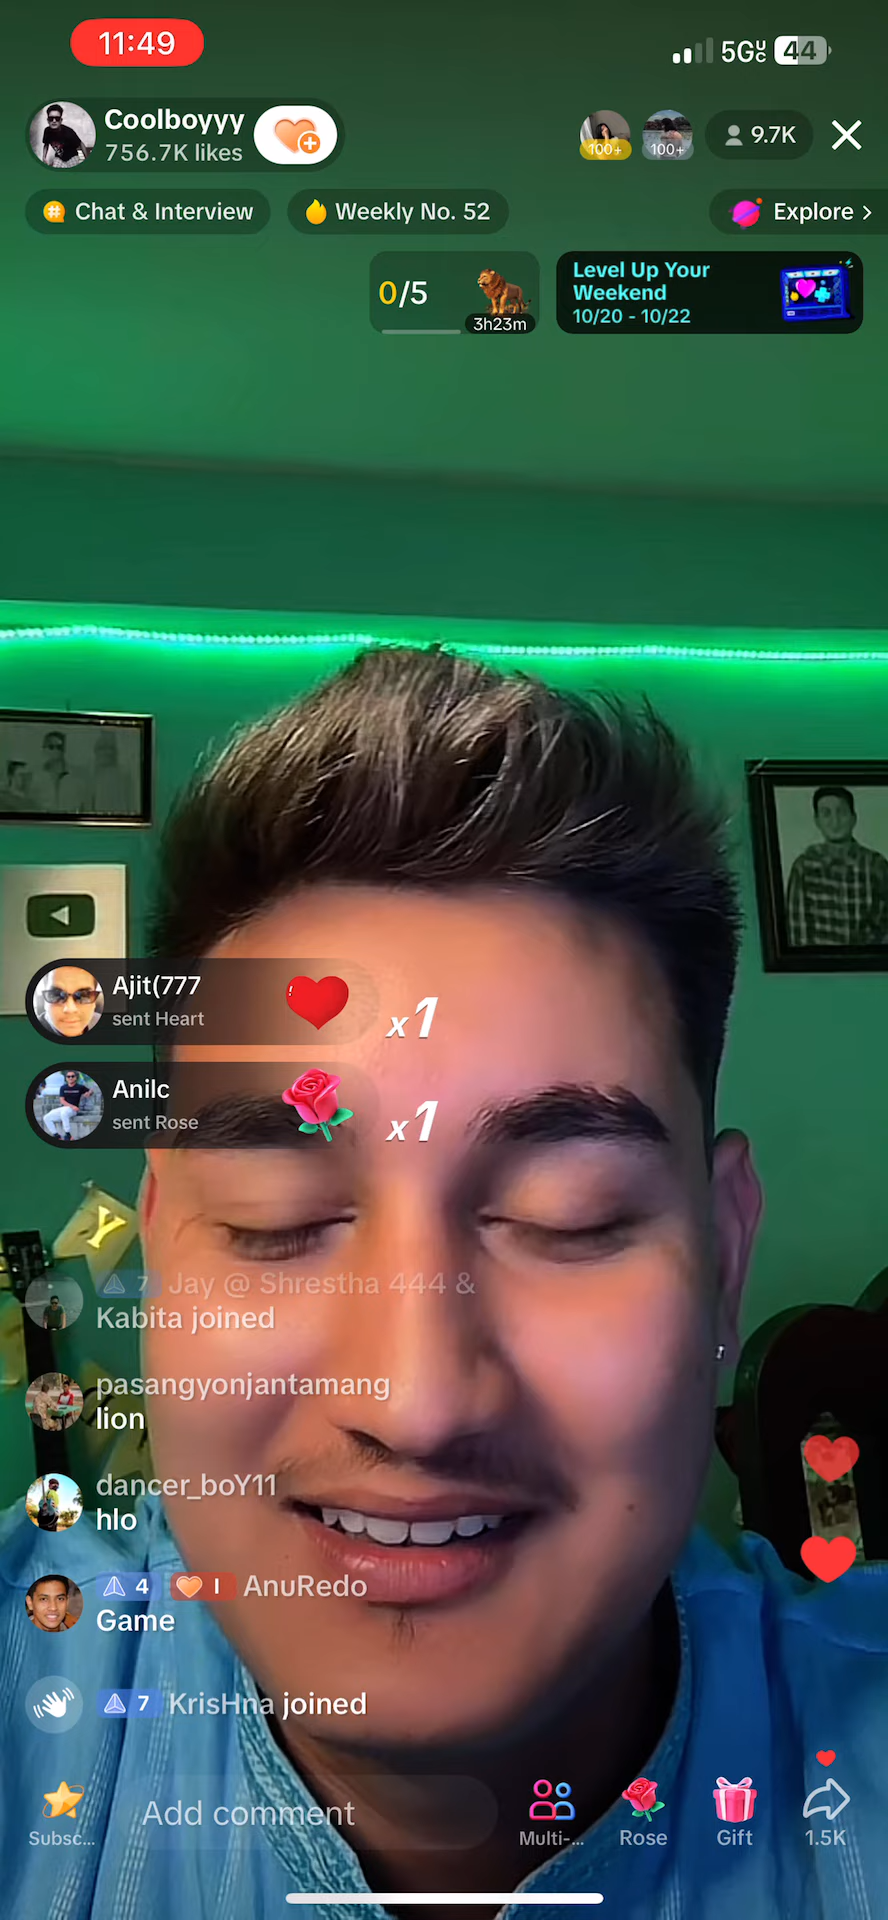 11:49
5G UC
44
Coolboyyy
756.7K likes
100+
100+
9.7K
Chat & Interview
Weekly No. 52
Explore >
0/5
3h23m
Level Up Your
Weekend
10/20 - 10/22
Ajit(777
sent Heart
x1
Anilc
sent Rose
x1
Y
7 Jay @ Shrestha 444 &
Kabita joined
pasangyonjantamang
lion
dancer_boY11
hlo
4 I AnuRedo
Game
7 KrisHna joined
Add comment
Subsc...
Multi-...
Rose
Gift
1.5K